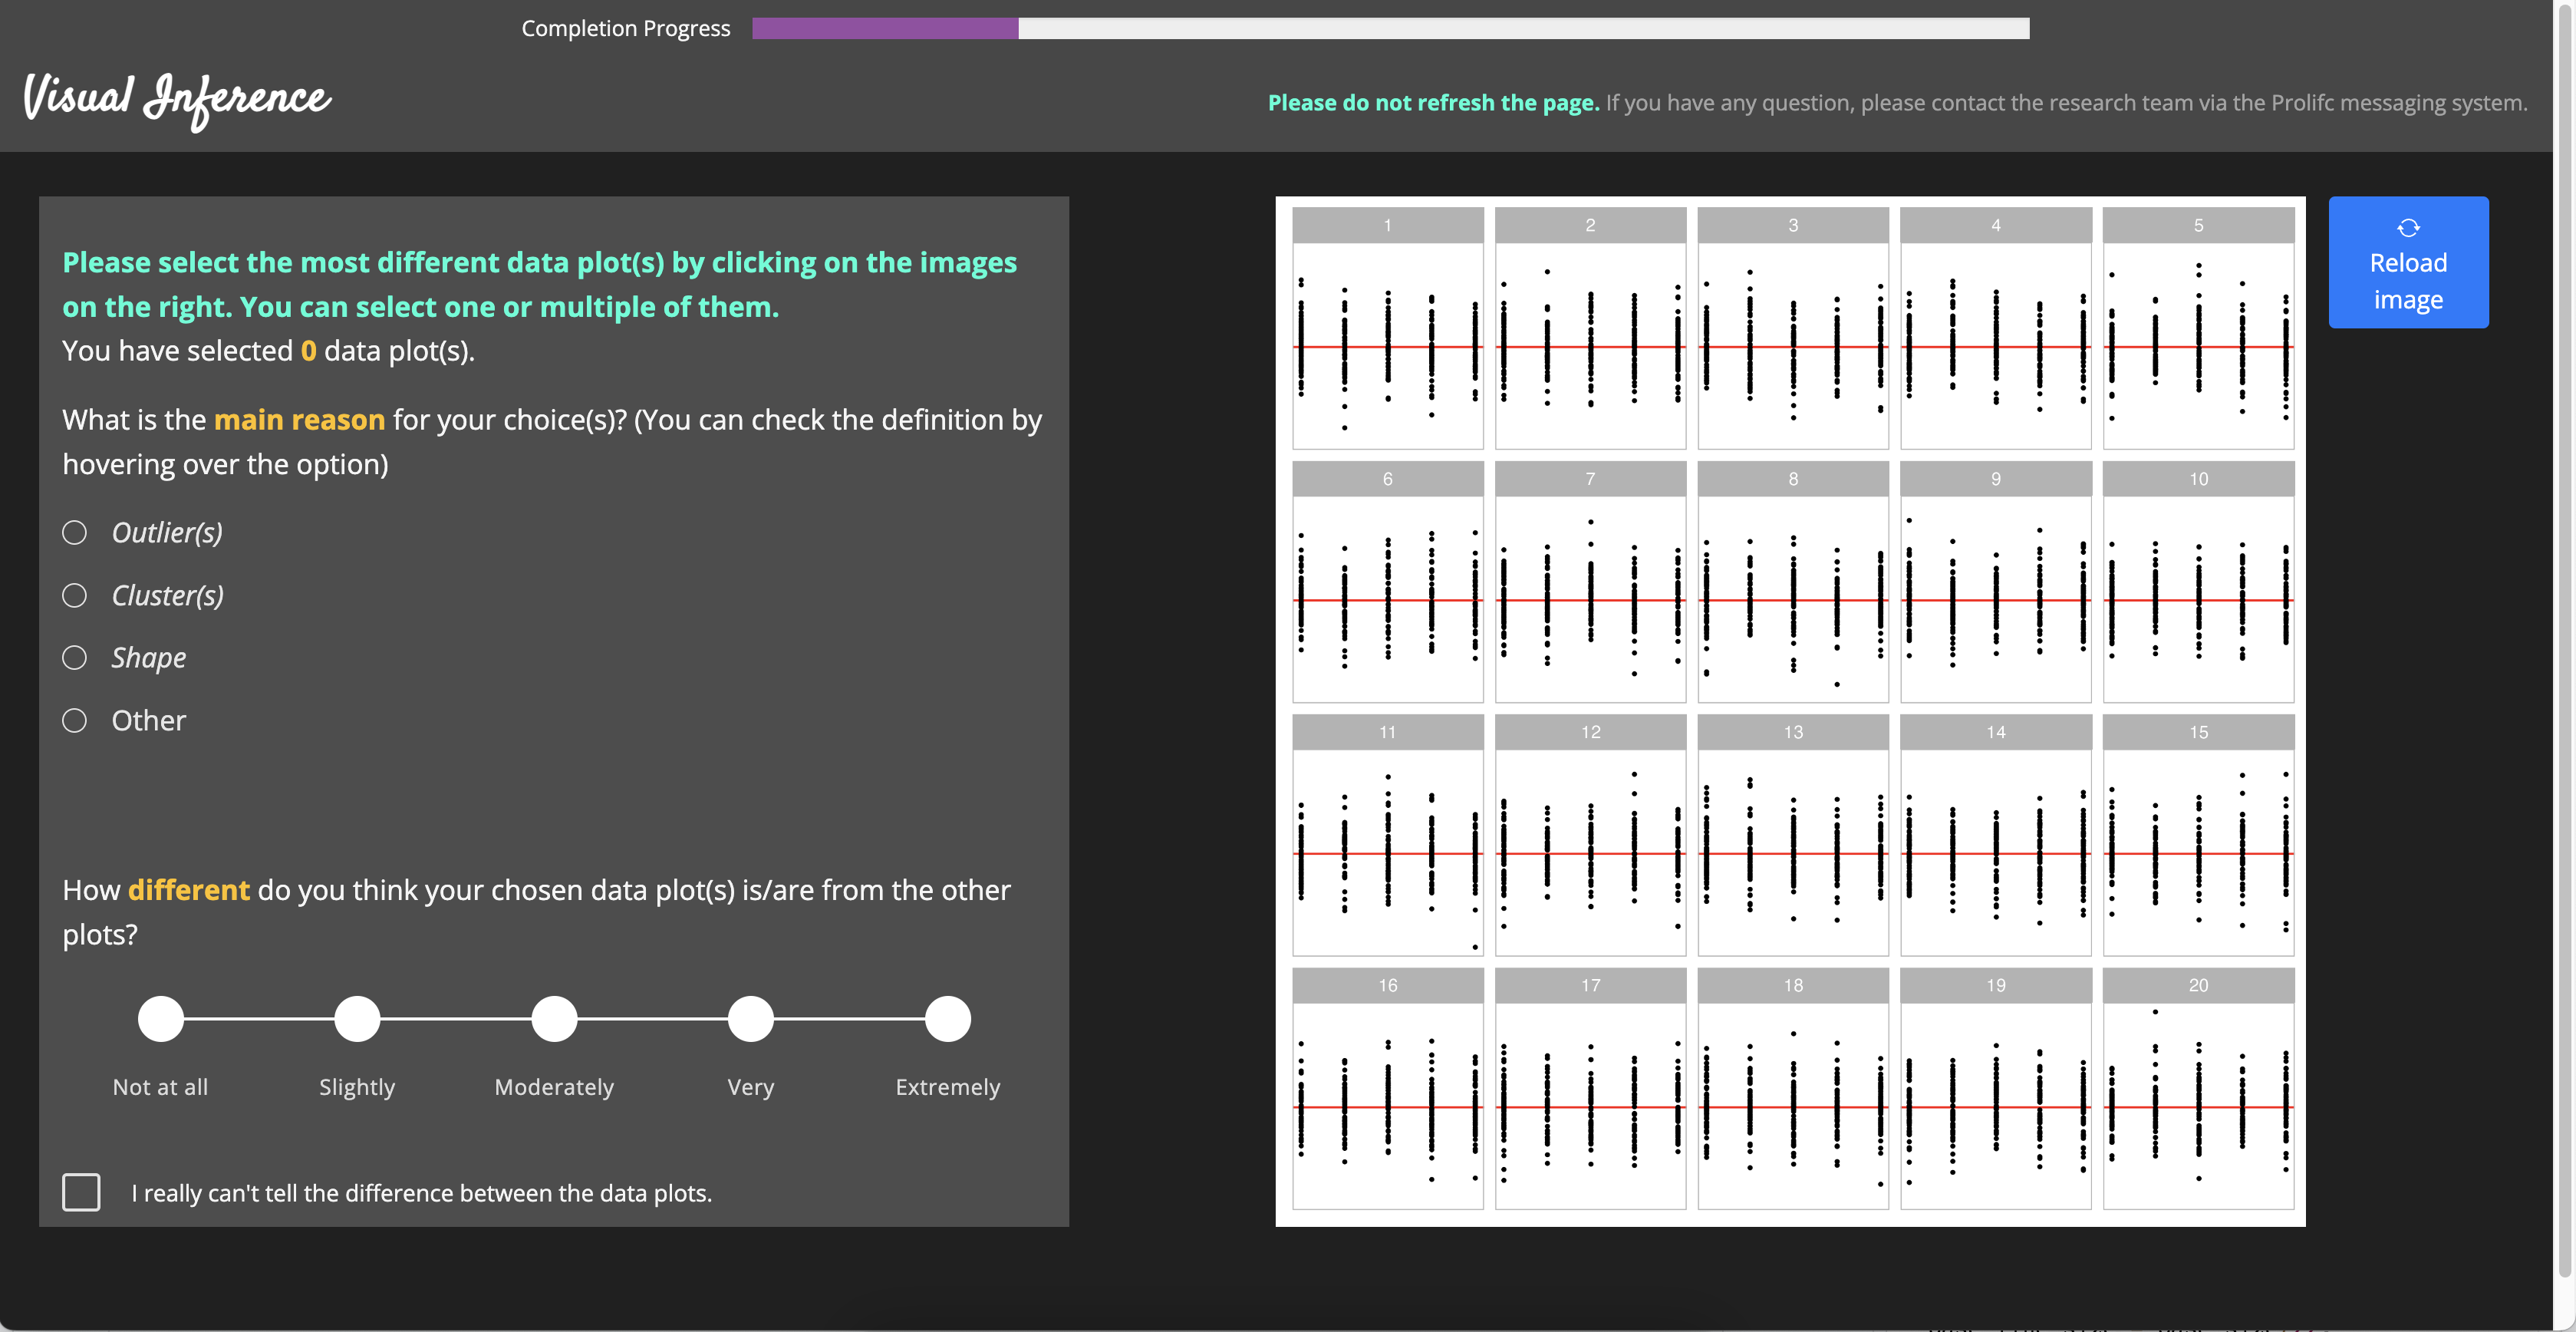 Completion Progress
Visual Inference
Please do not refresh the page. If you have any question, please contact the research team via the Prolifc messaging system.
Please select the most different data plot(s) by clicking on the images
on the right. You can select one or multiple of them.
You have selected 0 data plot(s).
What is the main reason for your choice(s)? (You can check the definition by
hovering over the option)
Outlier(s)
Cluster(s)
Shape
Other
How different do you think your chosen data plot(s) is/are from the other
plots?
Not at all Slightly Moderately Very Extremely
I really can't tell the difference between the data plots.
1 2 3 4 5
6 7 8 9 10
11 12 13 14 15
16 17 18 19 20
Reload
image